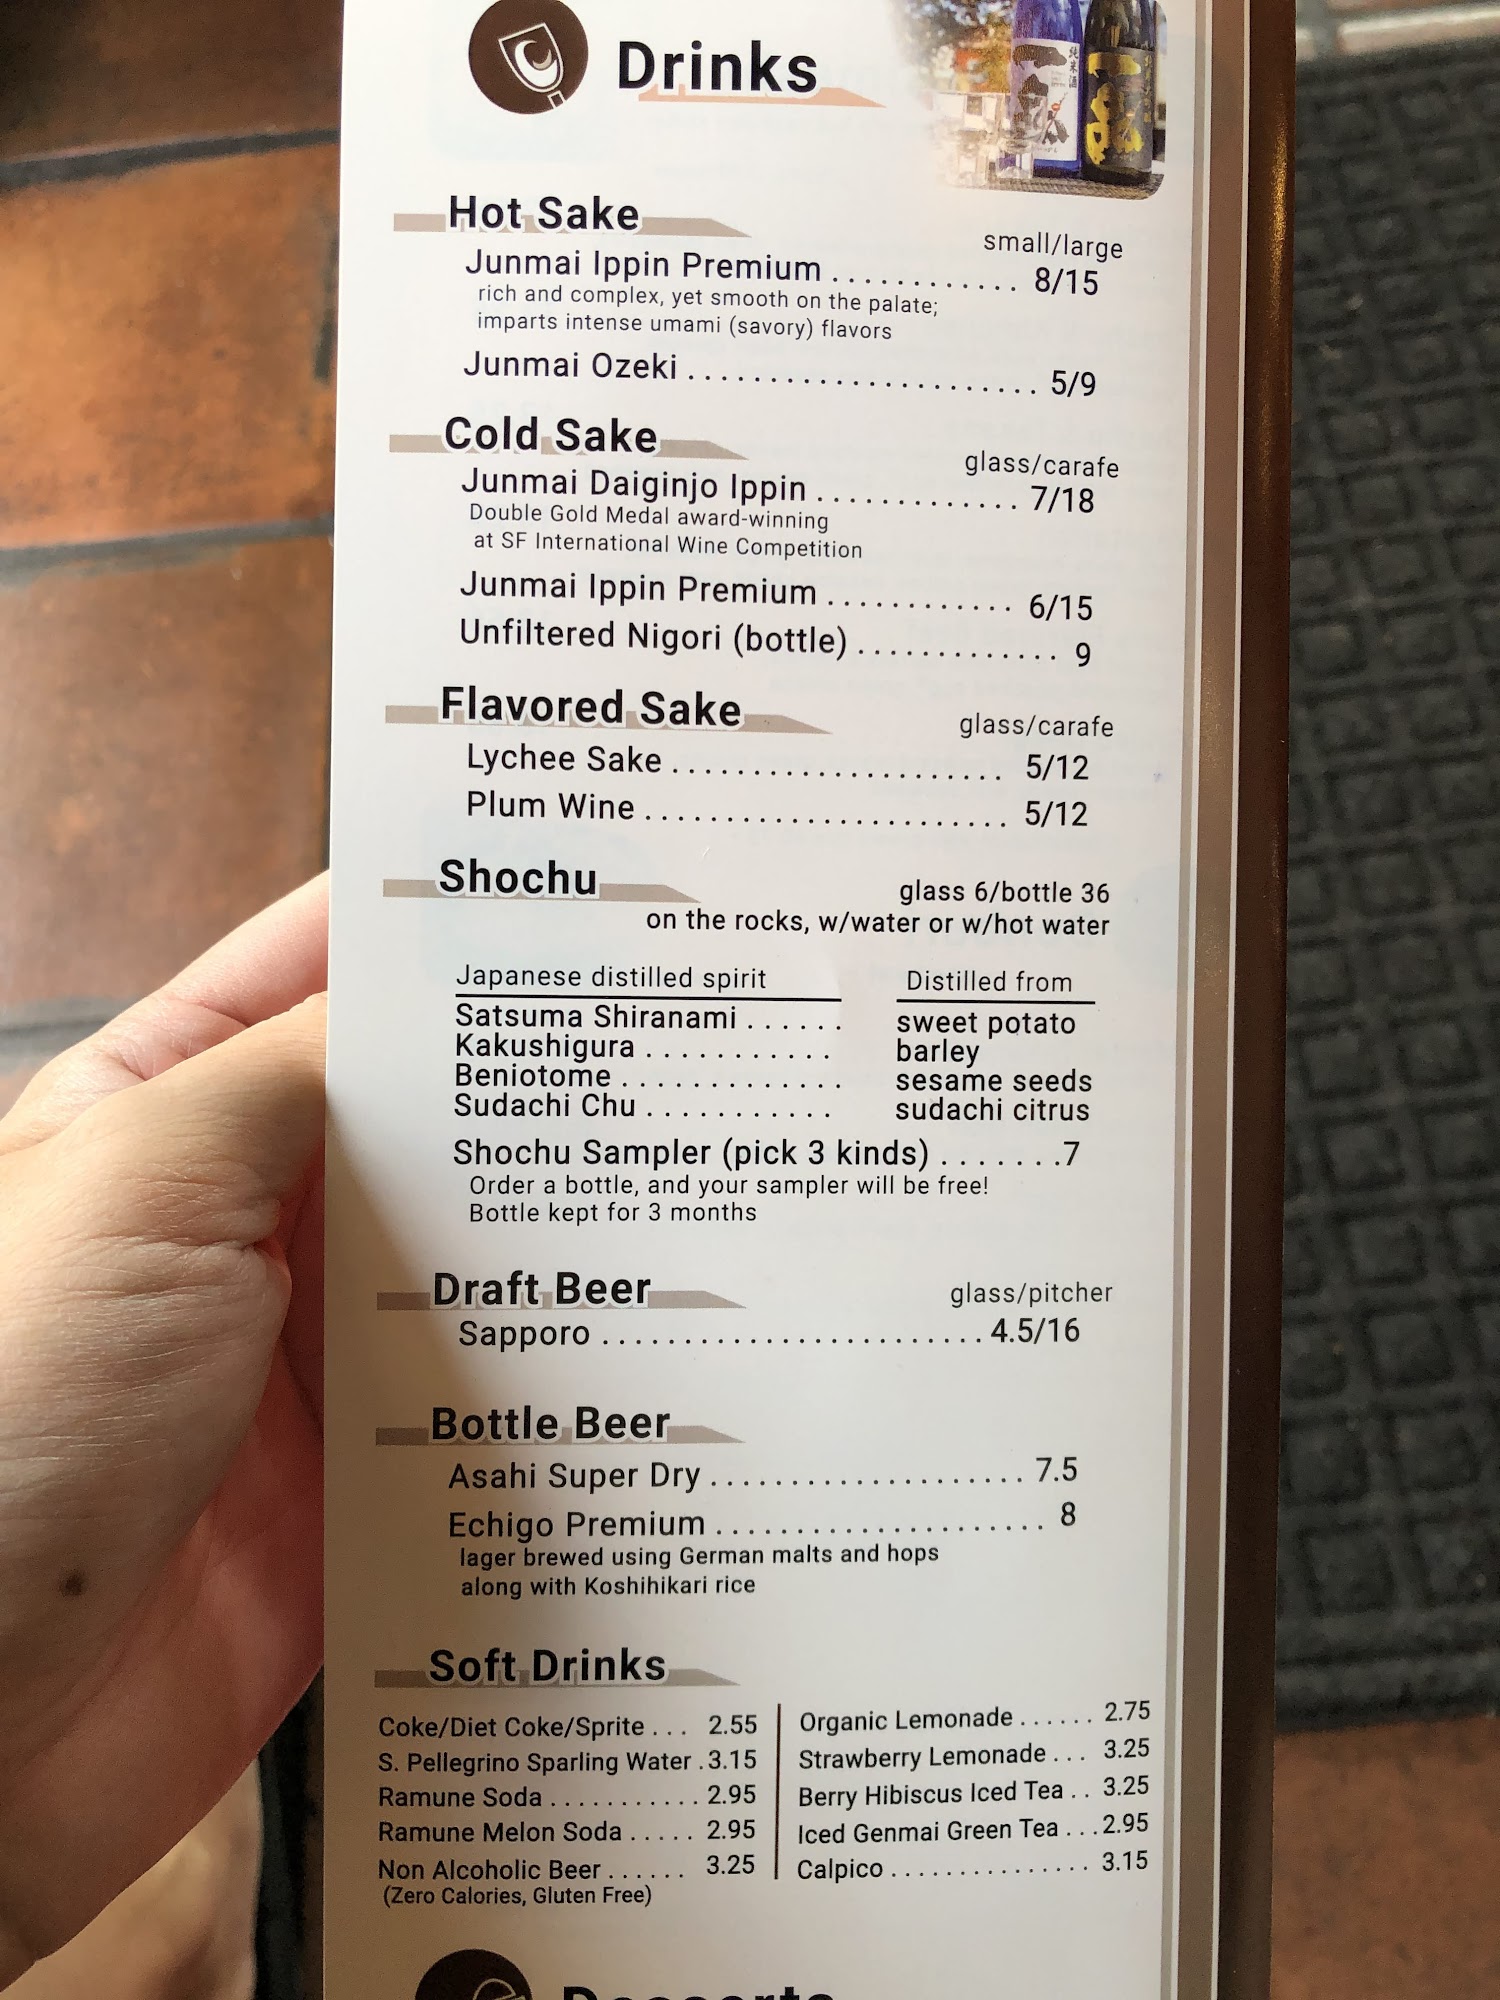 Drinks
純米酒
Hot Sake
small/large
Junmai Ippin Premium ............ 8/15
rich and complex, yet smooth on the palate;
imparts intense umami (savory) flavors
Junmai Ozeki ...................... 5/9
Cold Sake
glass/carafe
Junmai Daiginjo Ippin ............. 7/18
Double Gold Medal award-winning
at SF International Wine Competition
Junmai Ippin Premium ............ 6/15
Unfiltered Nigori (bottle) ............. 9
Flavored Sake
glass/carafe
Lychee Sake ..................... 5/12
Plum Wine ....................... 5/12
Shochu
glass 6/bottle 36
on the rocks, w/water or w/hot water
Japanese distilled spirit Distilled from
Satsuma Shiranami ...... sweet potato
Kakushigura ........... barley
Beniotome ............. sesame seeds
Sudachi Chu ........... sudachi citrus
Shochu Sampler (pick 3 kinds) .......7
Order a bottle, and your sampler will be free!
Bottle kept for 3 months
Draft Beer
glass/pitcher
Sapporo ........................4.5/16
Bottle Beer
Asahi Super Dry .................... 7.5
Echigo Premium ..................... 8
lager brewed using German malts and hops
along with Koshihikari rice
Soft Drinks
Coke/Diet Coke/Sprite ... 2.55
S. Pellegrino Sparling Water .3.15
Ramune Soda ........... 2.95
Ramune Melon Soda ..... 2.95
Non Alcoholic Beer ...... 3.25
(Zero Calories, Gluten Free)
Organic Lemonade ...... 2.75
Strawberry Lemonade ... 3.25
Berry Hibiscus Iced Tea .. 3.25
Iced Genmai Green Tea ...2.95
Calpico ............... 3.15
Desserts